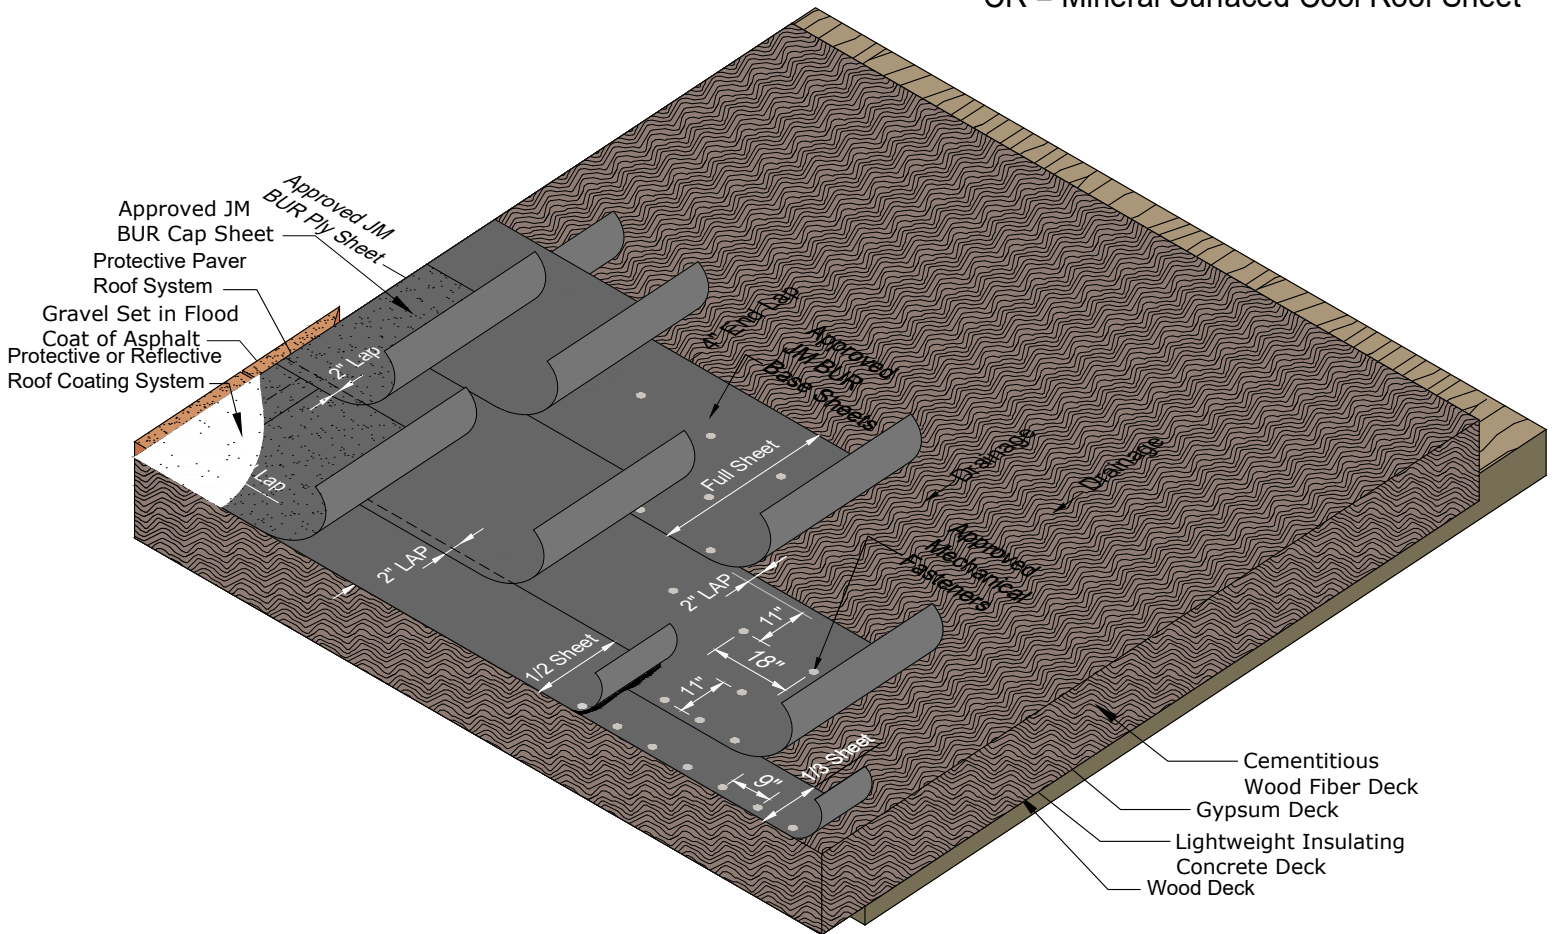 CR = Mineral Surfaced Cool Roof Sheet
Approved JM
BUR Ply Sheet
Approved JM
BUR Cap Sheet
Protective Paver
Roof System
Gravel Set in Flood
Coat of Asphalt
Protective or Reflective
Roof Coating System
2" Lap
Lap
4" End Lap
Approved
JM BUR
Base Sheets
Full Sheet
Drainage
Drainage
Approved
Mechanical
Fasteners
2" LAP
2" LAP
11"
18"
11"
1/2 Sheet
1/3 Sheet
9"
Cementitious
Wood Fiber Deck
Gypsum Deck
Lightweight Insulating
Concrete Deck
Wood Deck